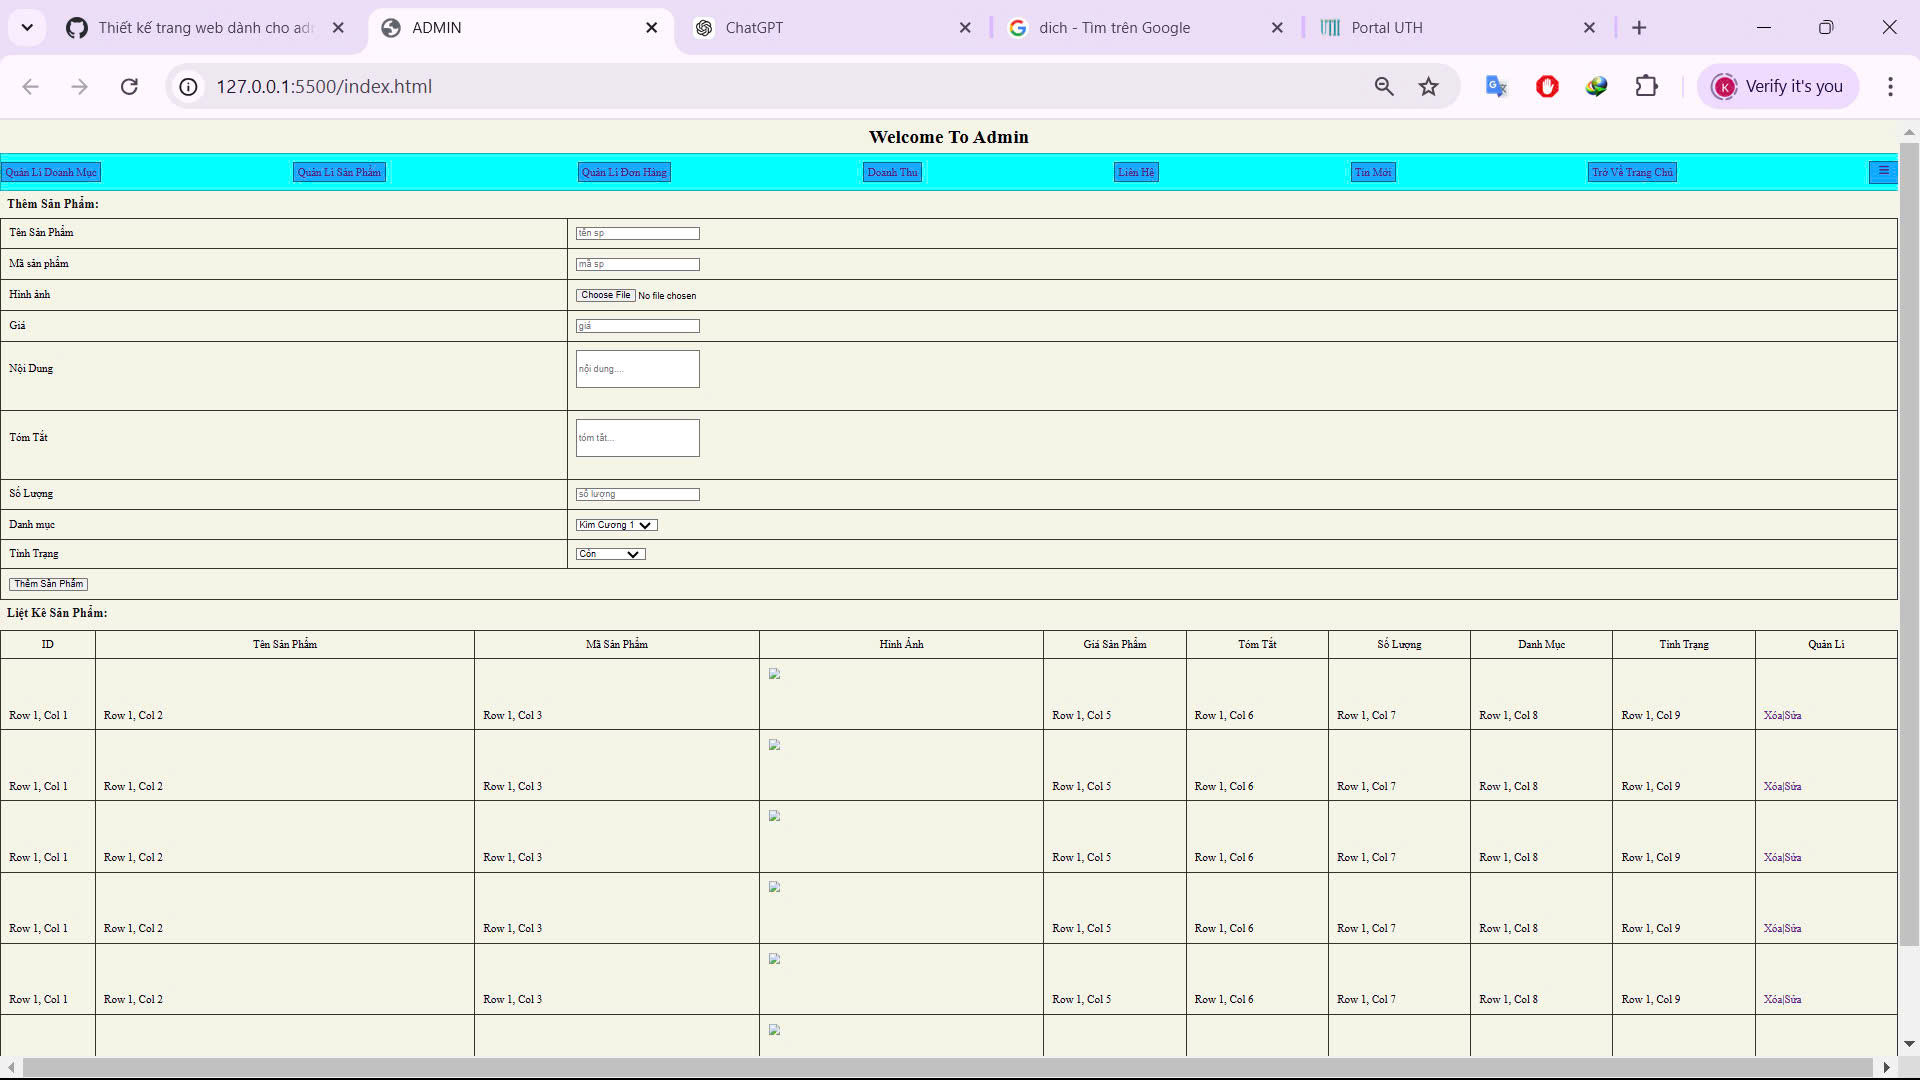 Thiết kế trang web dành cho adr
ADMIN
ChatGPT
dich - Tìm trên Google
Portal UTH
127.0.0.1:5500/index.html
K Verify it's you
Welcome To Admin
Quản Lí Doanh Mục Quản Lí Sản Phẩm Quản Lí Đơn Hàng Doanh Thu Liên Hệ Tin Mới Trở Về Trang Chủ ☰
Thêm Sản Phẩm:
Tên Sản Phẩm tên sp
Mã sản phẩm mã sp
Hình ảnh Choose File No file chosen
Giá giá
Nội Dung nội dung....
Tóm Tắt tóm tắt...
Số Lượng số lượng
Danh mục Kim Cương 1
Tình Trạng Còn
Thêm Sản Phẩm
Liệt Kê Sản Phẩm:
ID Tên Sản Phẩm Mã Sản Phẩm Hình Ảnh Giá Sản Phẩm Tóm Tắt Số Lượng Danh Mục Tình Trạng Quản Lí
Row 1, Col 1 Row 1, Col 2 Row 1, Col 3 Row 1, Col 5 Row 1, Col 6 Row 1, Col 7 Row 1, Col 8 Row 1, Col 9 Xóa|Sửa
Row 1, Col 1 Row 1, Col 2 Row 1, Col 3 Row 1, Col 5 Row 1, Col 6 Row 1, Col 7 Row 1, Col 8 Row 1, Col 9 Xóa|Sửa
Row 1, Col 1 Row 1, Col 2 Row 1, Col 3 Row 1, Col 5 Row 1, Col 6 Row 1, Col 7 Row 1, Col 8 Row 1, Col 9 Xóa|Sửa
Row 1, Col 1 Row 1, Col 2 Row 1, Col 3 Row 1, Col 5 Row 1, Col 6 Row 1, Col 7 Row 1, Col 8 Row 1, Col 9 Xóa|Sửa
Row 1, Col 1 Row 1, Col 2 Row 1, Col 3 Row 1, Col 5 Row 1, Col 6 Row 1, Col 7 Row 1, Col 8 Row 1, Col 9 Xóa|Sửa